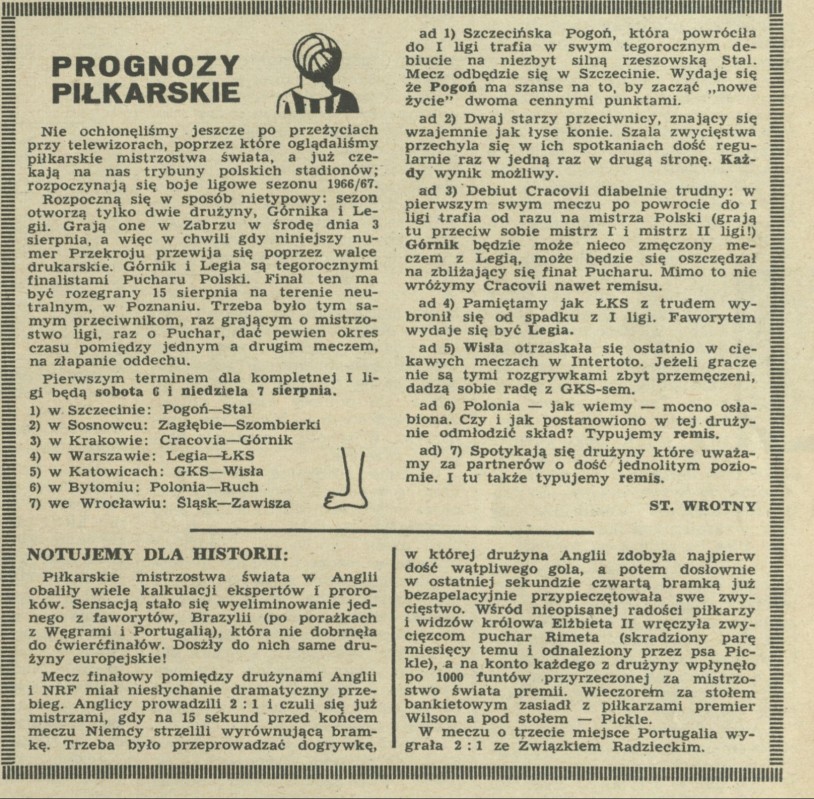 PROGNOZY
PIŁKARSKIE
Nie ochłonęliśmy jeszcze po przeżyciach
przy telewizorach, poprzez które oglądaliśmy
piłkarskie mistrzostwa świata, a już cze-
kają na nas trybuny polskich stadionów;
rozpoczynają się boje ligowe sezonu 1966/67.
Rozpoczną się w sposób nietypowy: sezon
otworzą tylko dwie drużyny, Górnika i Le-
gii. Grają one w Zabrzu w środę dnia 3
sierpnia, a więc w chwili gdy niniejszy nu-
mer Przekroju przewija się poprzez walce
drukarskie. Górnik i Legia są tegorocznymi
finalistami Pucharu Polski. Finał ten ma
być rozegrany 15 sierpnia na terenie neu-
tralnym, w Poznaniu. Trzeba było tym sa-
mym przeciwnikom, raz grającym o mistrzo-
stwo ligi, raz o Puchar, dać pewien okres
czasu pomiędzy jednym a drugim meczem,
na złapanie oddechu.
Pierwszym terminem dla kompletnej I li-
gi będą sobota 6 i niedziela 7 sierpnia.
1) w Szczecinie: Pogoń—Stal
2) w Sosnowcu: Zagłębie—Szombierki
3) w Krakowie: Cracovia—Górnik
4) w Warszawie: Legia—ŁKS
5) w Katowicach: GKS—Wisła
6) w Bytomiu: Polonia—Ruch
7) we Wrocławiu: Śląsk—Zawisza
ad 1) Szczecińska Pogoń, która powróciła
do I ligi trafia w swym tegorocznym de-
biucie na niezbyt silną rzeszowską Stal.
Mecz odbędzie się w Szczecinie. Wydaje się
że Pogoń ma szanse na to, by zacząć „nowe
życie" dwoma cennymi punktami.
ad 2) Dwaj starzy przeciwnicy, znający się
wzajemnie jak łyse konie. Szala zwycięstwa
przechyla się w ich spotkaniach dość regu-
larnie raz w jedną raz w drugą stronę. Każ-
dy wynik możliwy.
ad 3) Debiut Cracovii diabelnie trudny: w
pierwszym swym meczu po powrocie do I
ligi trafia od razu na mistrza Polski (grają
tu przeciw sobie mistrz I i mistrz II ligi!)
Górnik będzie może nieco zmęczony me-
czem z Legią, może będzie się oszczędzał
na zbliżający się finał Pucharu. Mimo to nie
wróżymy Cracovii nawet remisu.
ad 4) Pamiętamy jak ŁKS z trudem wy-
bronił się od spadku z I ligi. Faworytem
wydaje się być Legia.
ad 5) Wisła otrzaskała się ostatnio w cie-
kawych meczach w Intertoto. Jeżeli gracze
nie są tymi rozgrywkami zbyt przemęczeni,
dadzą sobie radę z GKS-sem.
ad 6) Polonia — jak wiemy — mocno osła-
biona. Czy i jak postanowiono w tej druży-
nie odmłodzić skład? Typujemy remis.
ad) 7) Spotykają się drużyny które uważa-
my za partnerów o dość jednolitym pozio-
mie. I tu także typujemy remis.
ST. WROTNY
NOTUJEMY DLA HISTORII:
Piłkarskie mistrzostwa świata w Anglii
obaliły wiele kalkulacji ekspertów i proro-
ków. Sensacją stało się wyeliminowanie jed-
nego z faworytów, Brazylii (po porażkach
z Węgrami i Portugalią), która nie dobrnęła
do ćwierćfinałów. Doszły do nich same dru-
żyny europejskie!
Mecz finałowy pomiędzy drużynami Anglii
i NRF miał niesłychanie dramatyczny prze-
bieg. Anglicy prowadzili 2 : 1 i czuli się już
mistrzami, gdy na 15 sekund przed końcem
meczu Niemcy strzelili wyrównującą bram-
kę. Trzeba było przeprowadzać dogrywkę,
w której drużyna Anglii zdobyła najpierw
dość wątpliwego gola, a potem dosłownie
w ostatniej sekundzie czwartą bramką już
bezapelacyjnie przypieczętowała swe zwy-
cięstwo. Wśród nieopisanej radości piłkarzy
i widzów królowa Elżbieta II wręczyła zwy-
cięzcom puchar Rimeta (skradziony parę
miesięcy temu i odnaleziony przez psa Pic-
kle), a na konto każdego z drużyny wpłynęło
po 1000 funtów przyrzeczonej za mistrzo-
stwo świata premii. Wieczorem za stołem
bankietowym zasiadł z piłkarzami premier
Wilson a pod stołem — Pickle.
W meczu o trzecie miejsce Portugalia wy-
grała 2 : 1 ze Związkiem Radzieckim.